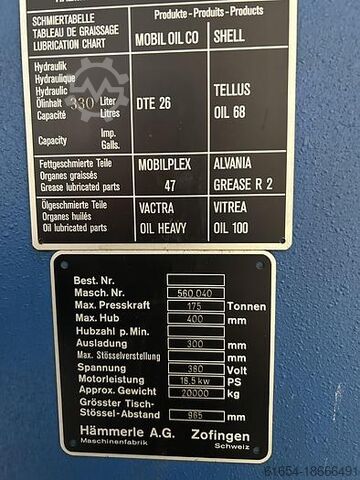 SCHMIERTABELLE
TABLEAU DE GRAISSAGE
LUBRICATION CHART
Produkte - Produits - Products
MOBIL OIL CO SHELL
Hydraulik
Hydraulique
Hydraulic
Ölinhalt 330 Liter
Capacité Litres
Capacity Imp. Galls.
DTE 26
TELLUS
OIL 68
Fettgeschmierte Teile
Organes graissés
Grease lubricated parts
MOBILPLEX
47
ALVANIA
GREASE R 2
Ölgeschmierte Teile
Organes huilés
Oil lubricated parts
VACTRA
OIL HEAVY
VITREA
OIL 100
Best. Nr.
Masch. Nr. 560.040
Max. Presskraft 175 Tonnen
Max. Hub 400 mm
Hubzahl p. Min.
Ausladung 300 mm
Max. Stösselverstellung mm
Spannung 380 Volt
Motorleistung 16,5 kw PS
Approx. Gewicht 20000 kg
Grösster Tisch-
Stössel-Abstand 965 mm
Hämmerle A.G. Zofingen
Maschinenfabrik Schweiz
61654-18666491